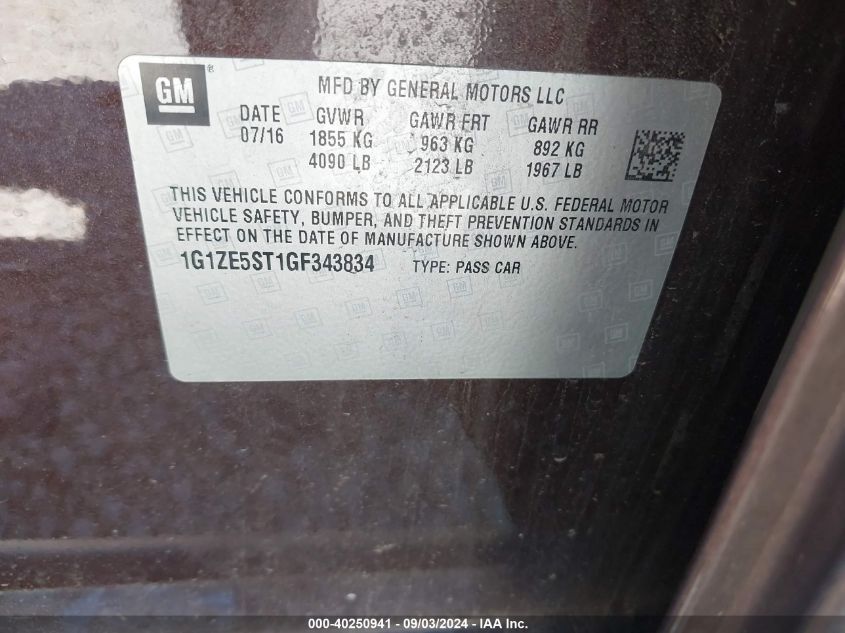 GM ®
MFD BY GENERAL MOTORS LLC
DATE GVWR GAWR FRT GAWR RR
07/16 1855 KG 963 KG 892 KG
4090 LB 2123 LB 1967 LB
THIS VEHICLE CONFORMS TO ALL APPLICABLE U.S. FEDERAL MOTOR
VEHICLE SAFETY, BUMPER, AND THEFT PREVENTION STANDARDS IN
EFFECT ON THE DATE OF MANUFACTURE SHOWN ABOVE.
1G1ZE5ST1GF343834 TYPE: PASS CAR
000-40250941 - 09/03/2024 - IAA Inc.